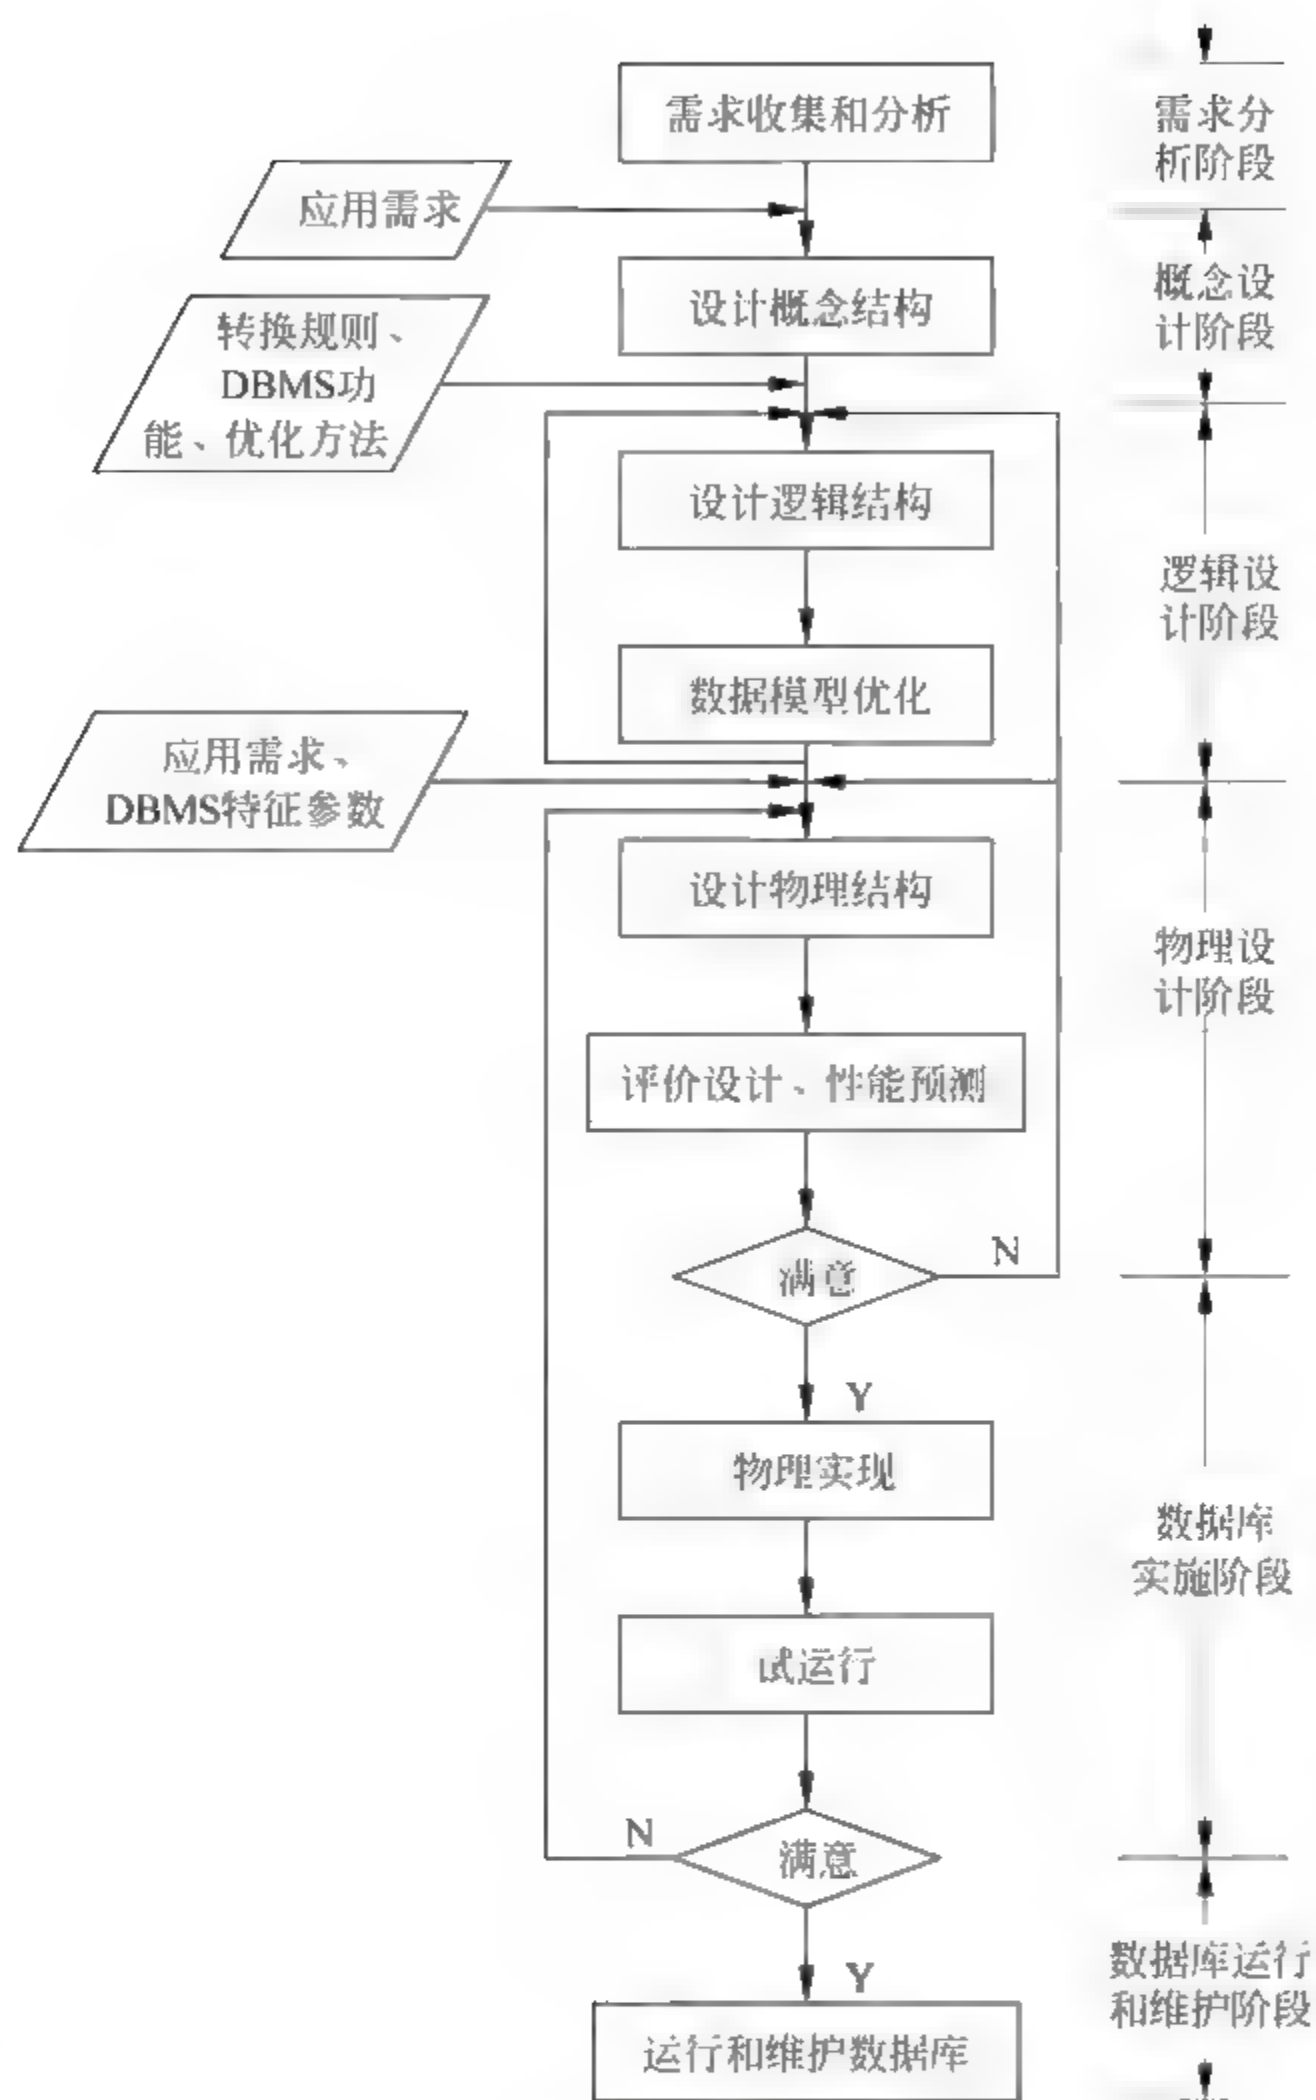 需求收集和分析
需求分
析阶段
应用需求
设计概念结构
概念设
计阶段
转换规则、
DBMS功
能、优化方法
设计逻辑结构
逻辑设
计阶段
数据模型优化
应用需求、
DBMS特征参数
设计物理结构
物理设
计阶段
评价设计、性能预测
满意
N
Y
物理实现
数据库
实施阶段
试运行
N
满意
Y
数据库运行
和维护阶段
运行和维护数据库